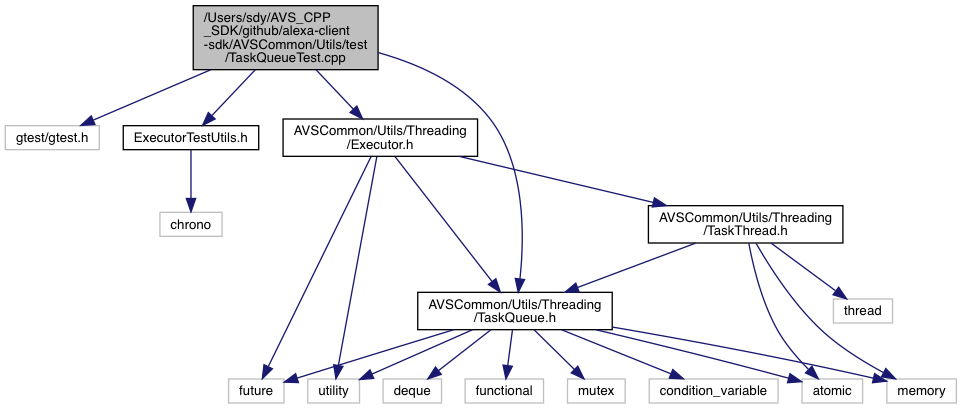 /Users/sdy/AVS_CPP
_SDK/github/alexa-client
-sdk/AVSCommon/Utils/test
/TaskQueueTest.cpp
gtest/gtest.h
ExecutorTestUtils.h
AVSCommon/Utils/Threading
/Executor.h
chrono
AVSCommon/Utils/Threading
/TaskThread.h
AVSCommon/Utils/Threading
/TaskQueue.h
thread
future
utility
deque
functional
mutex
condition_variable
atomic
memory